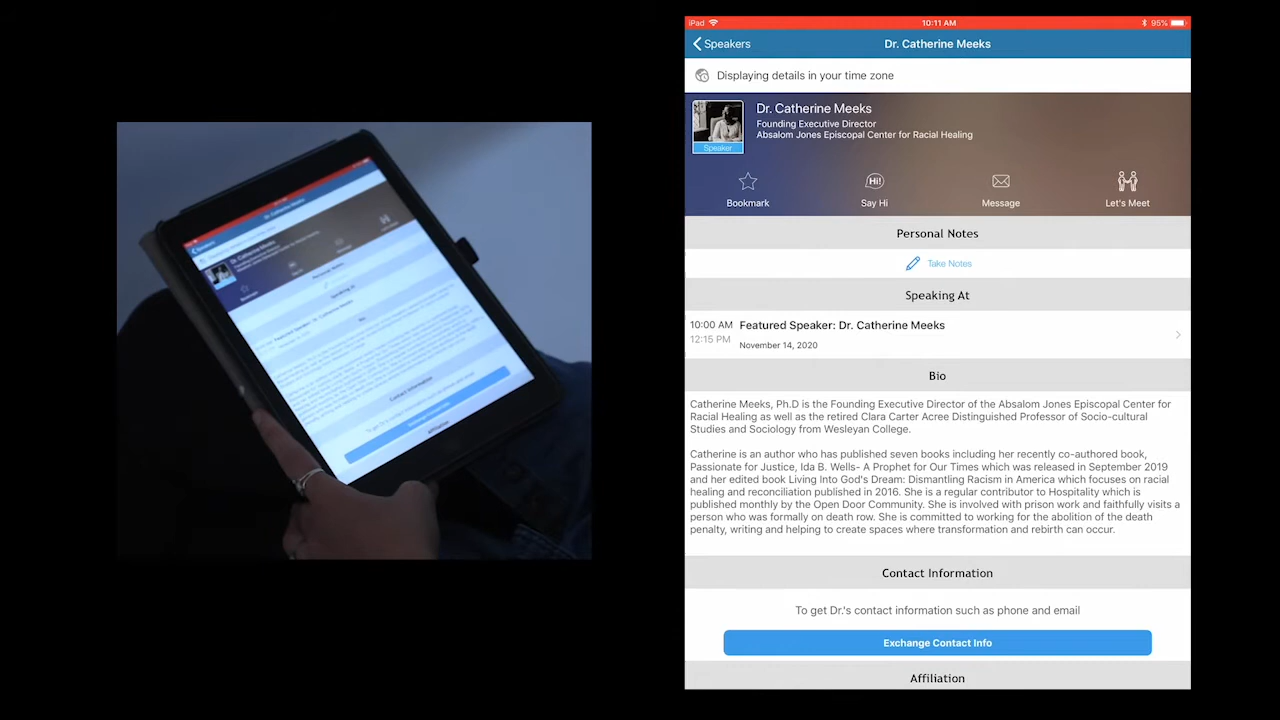 iPad 10:11 AM 95%
Speakers Dr. Catherine Meeks
Displaying details in your time zone
Dr. Catherine Meeks
Founding Executive Director
Absalom Jones Episcopal Center for Racial Healing
Speaker
Hi!
Bookmark Say Hi Message Let's Meet
Personal Notes
Take Notes
Speaking At
10:00 AM Featured Speaker: Dr. Catherine Meeks
12:15 PM November 14, 2020
Bio
Catherine Meeks, Ph.D is the Founding Executive Director of the Absalom Jones Episcopal Center for
Racial Healing as well as the retired Clara Carter Acree Distinguished Professor of Socio-cultural
Studies and Sociology from Wesleyan College.
Catherine is an author who has published seven books including her recently co-authored book,
Passionate for Justice, Ida B. Wells- A Prophet for Our Times which was released in September 2019
and her edited book Living Into God's Dream: Dismantling Racism in America which focuses on racial
healing and reconciliation published in 2016. She is a regular contributor to Hospitality which is
published monthly by the Open Door Community. She is involved with prison work and faithfully visits a
person who was formally on death row. She is committed to working for the abolition of the death
penalty, writing and helping to create spaces where transformation and rebirth can occur.
Contact Information
To get Dr.'s contact information such as phone and email
Exchange Contact Info
Affiliation